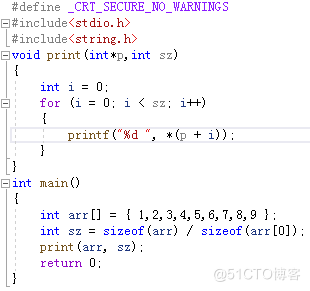 #define _CRT_SECURE_NO_WARNINGS
#include<stdio.h>
#include<string.h>
void print(int*p,int sz)
{
    int i = 0;
    for (i = 0; i < sz; i++)
    {
        printf("%d ", *(p + i));
    }
}
int main()
{
    int arr[] = { 1,2,3,4,5,6,7,8,9 };
    int sz = sizeof(arr) / sizeof(arr[0]);
    print(arr, sz);
    return 0;
}
@51CTO博客